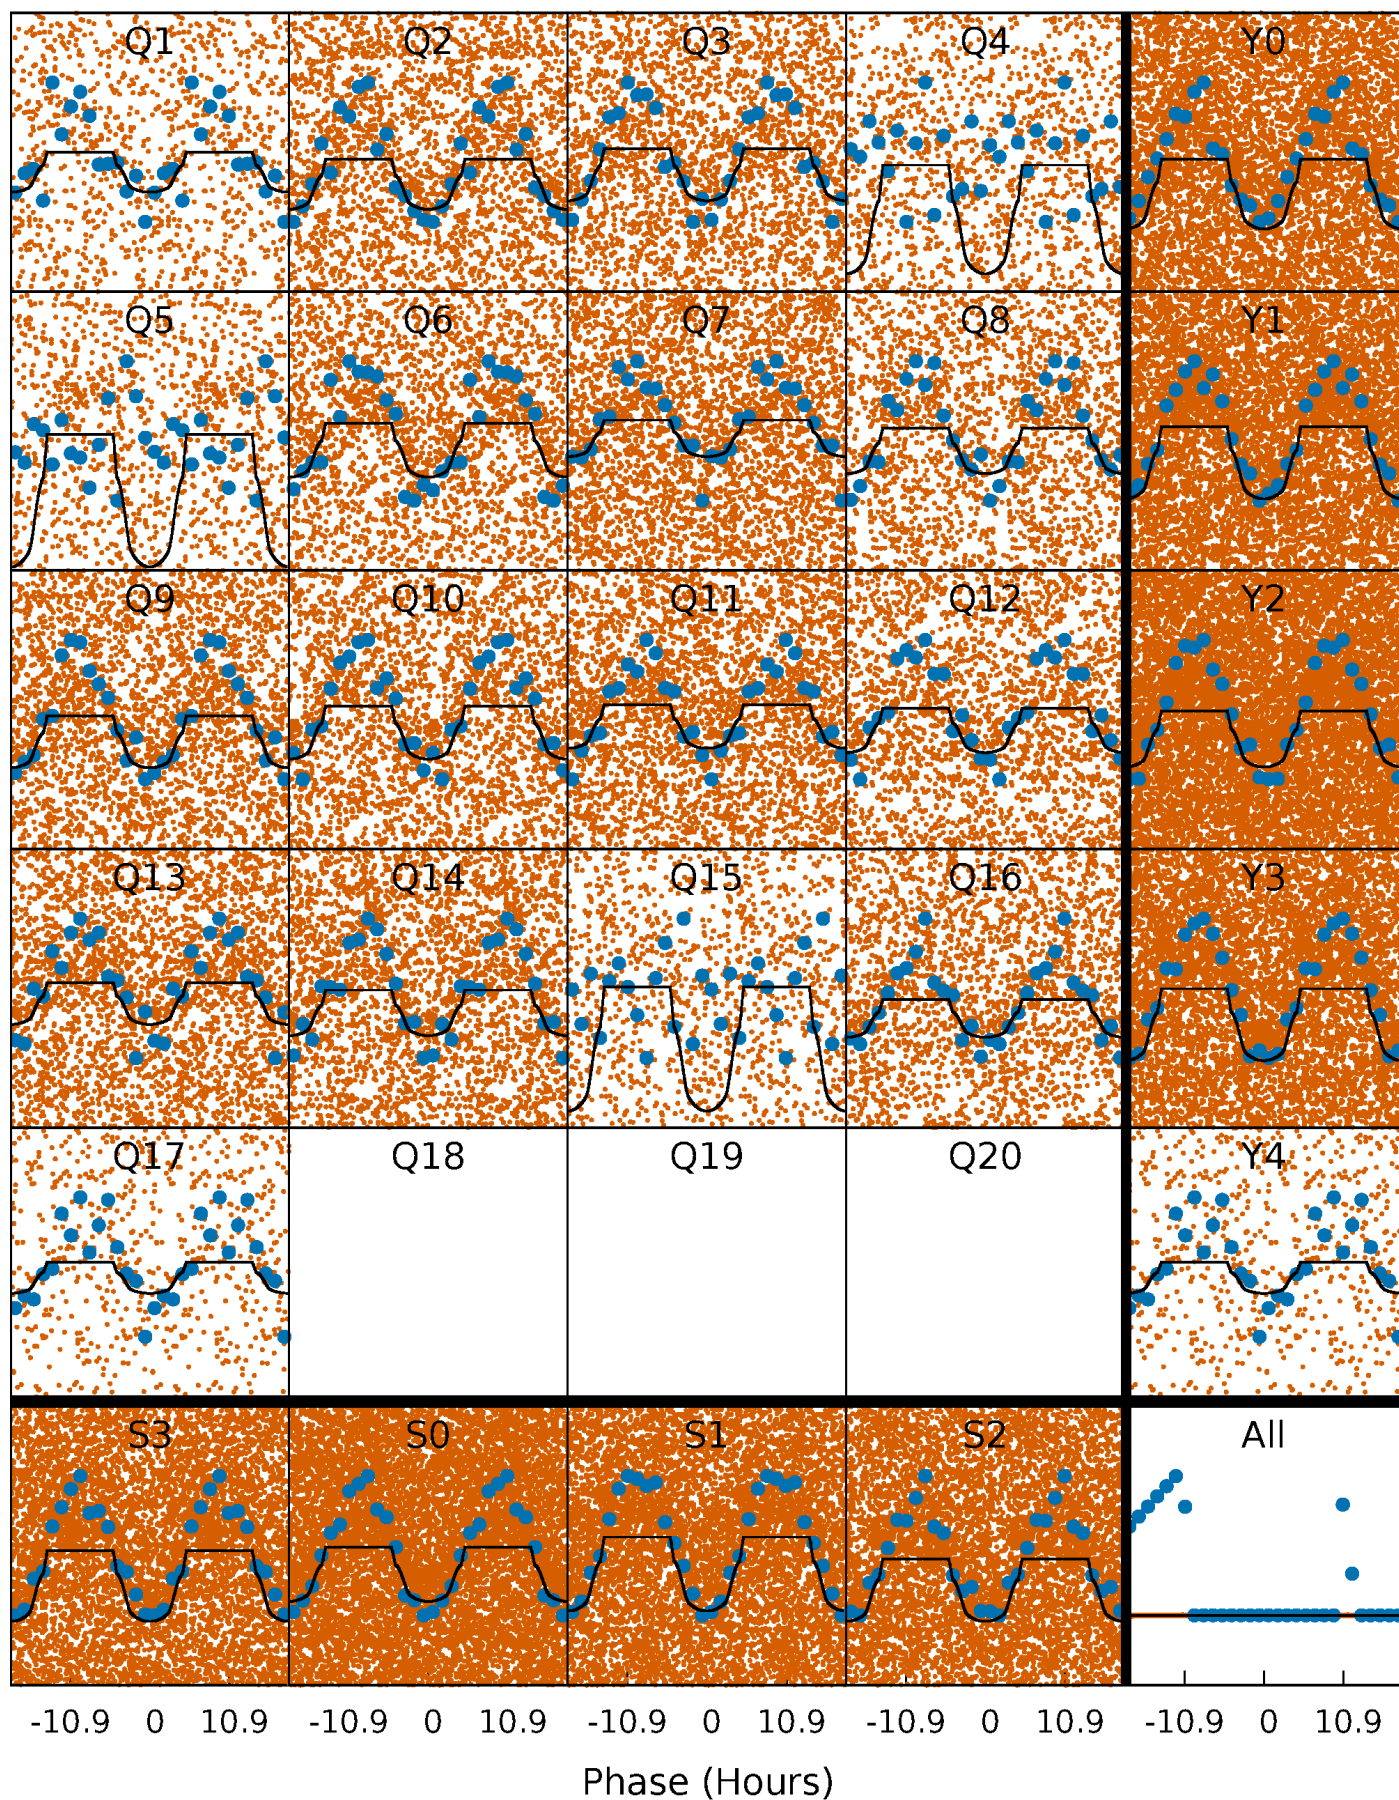 Q1 Q2 Q3 Q4 Y0
Q5 Q6 Q7 Q8 Y1
Q9 Q10 Q11 Q12 Y2
Q13 Q14 Q15 Q16 Y3
Q17 Q18 Q19 Q20 Y4
S3 S0 S1 S2 All
-10.9 0 10.9 -10.9 0 10.9 -10.9 0 10.9 -10.9 0 10.9 -10.9 0 10.9
Phase (Hours)